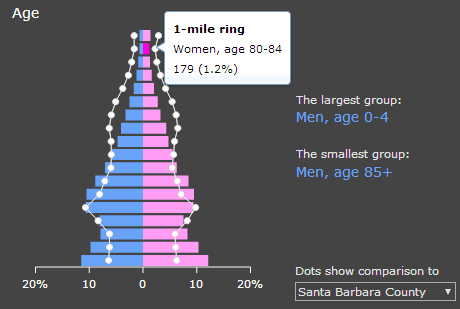 Age
1-mile ring
Women, age 80-84
179 (1.2%)
The largest group:
Men, age 0-4
The smallest group:
Men, age 85+
20% 10 0 10 20%
Dots show comparison to
Santa Barbara County